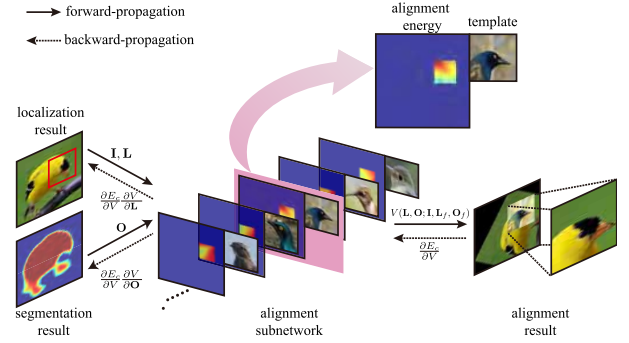 forward-propagation
backward-propagation
alignment
energy
template
localization
result
I, L
∂E_c/∂V ∂V/∂L
O
∂E_c/∂V ∂V/∂O
V(L, O; I, L_f, O_f)
∂E_c/∂V
segmentation
result
alignment
subnetwork
alignment
result